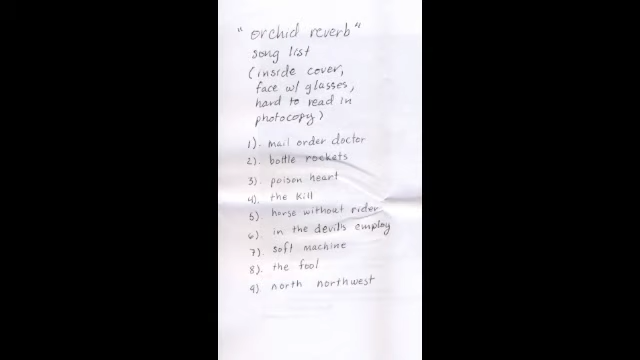 "orchid reverb"
song list
(inside cover,
face w/ glasses,
hard to read in
photocopy)
1). mail order doctor
2). bottle rockets
3). poison heart
4). the kill
5). horse without rider
6). in the devil's employ
7). soft machine
8). the fool
9). north northwest